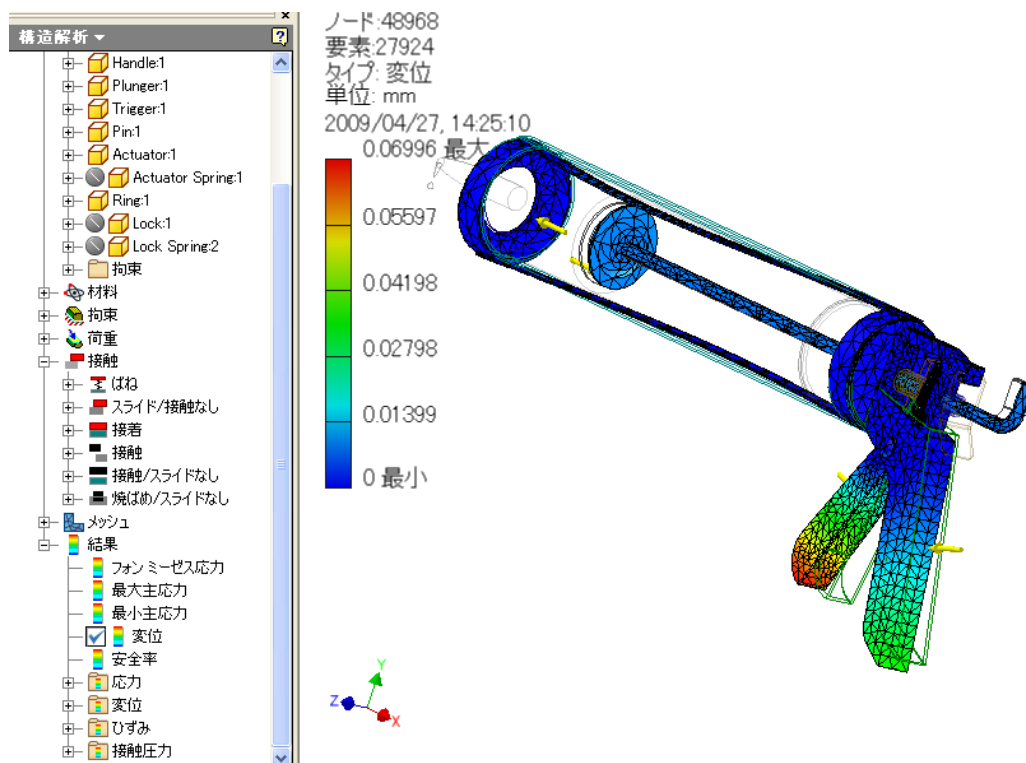 構造解析
Handle:1
Plunger:1
Trigger:1
Pin:1
Actuator:1
Actuator Spring:1
Ring:1
Lock:1
Lock Spring:2
拘束
材料
拘束
荷重
接触
ばね
スライド/接触なし
接着
接触
接触/スライドなし
焼ばめ/スライドなし
メッシュ
結果
フォン ミーゼス応力
最大主応力
最小主応力
変位
安全率
応力
変位
ひずみ
接触圧力
ノード:48968
要素:27924
タイプ: 変位
単位: mm
2009/04/27, 14:25:10
0.06996 最大
0.05597
0.04198
0.02798
0.01399
0 最小
Y
Z
X